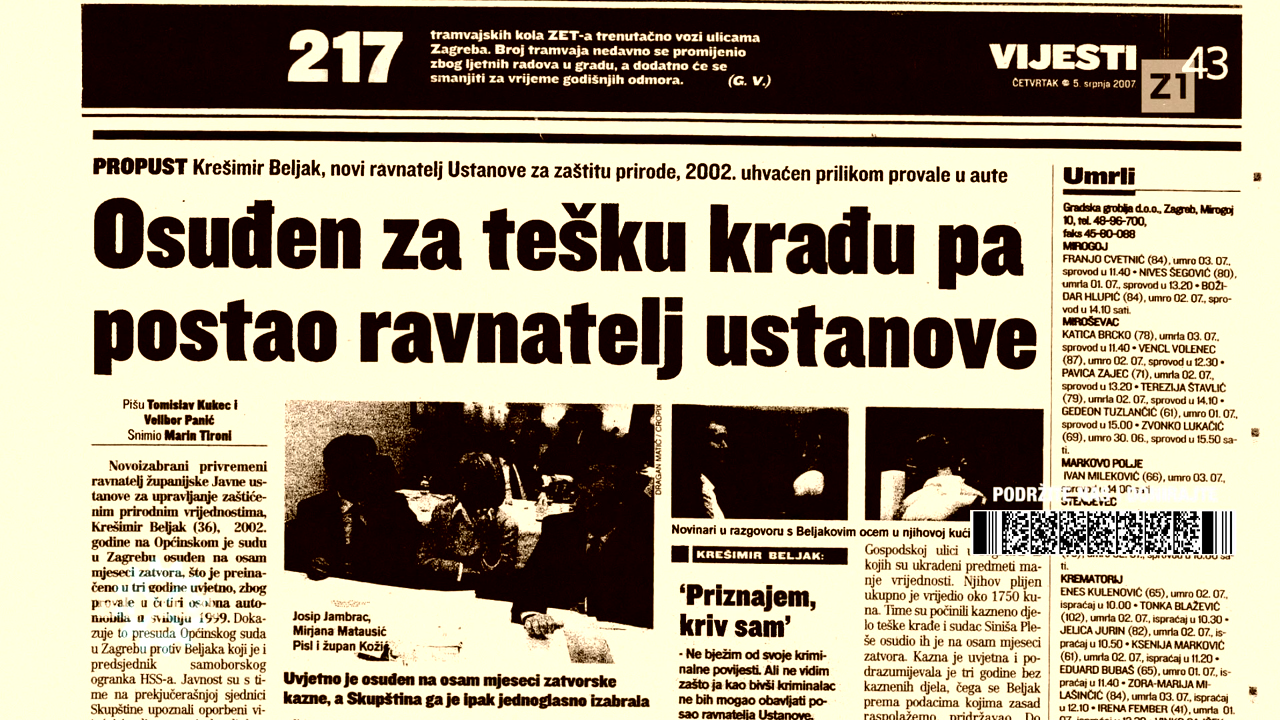 217
tramvajskih kola ZET-a trenutačno vozi ulicama
Zagreba. Broj tramvaja nedavno se promijenio
zbog ljetnih radova u gradu, a dodatno će se
smanjiti za vrijeme godišnjih odmora. (G. V.)
VIJESTI 43
ČETVRTAK 5. srpnja 2007.
Z1
PROPUST Krešimir Beljak, novi ravnatelj Ustanove za zaštitu prirode, 2002. uhvaćen prilikom provale u aute
Osuđen za tešku krađu pa
postao ravnatelj ustanove
Pišu Tomislav Kukec i
Velibor Panić
Snimio Marin Tironi
Novoizabrani privremeni
ravnatelj županijske Javne us-
tanove za upravljanje zaštiće-
nim prirodnim vrijednostima,
Krešimir Beljak (36), 2002.
godine na Općinskom je sudu
u Zagrebu osuđen na osam
mjeseci zatvora, što je preina-
čeno u tri godine uvjetno, zbog
provale u četiri osobna auto-
mobila u svibnju 1999. Doka-
zuje to presuda Općinskog suda
u Zagrebu protiv Beljaka koji je i
predsjednik samoborskog
ogranka HSS-a. Javnost su s ti-
me na prekjučerašnjoj sjednici
Skupštine upoznali oporbeni vi-
DRAGAN MATIĆ / CROPIX
Josip Jambrac,
Mirjana Matausić
Pisl i župan Kožić
Uvjetno je osuđen na osam mjeseci zatvorske
kazne, a Skupština ga je ipak jednoglasno izabrala
Novinari u razgovoru s Beljakovim ocem u njihovoj kući
KREŠIMIR BELJAK:
'Priznajem,
kriv sam'
- Ne bježim od svoje krimi-
nalne povijesti. Ali ne vidim
zašto ja kao bivši kriminalac
ne bih mogao obavljati po-
sao ravnatelja Ustanove.
Gospodskoj ulici i
kojih su ukradeni predmeti ma-
nje vrijednosti. Njihov plijen
ukupno je vrijedio oko 1750 ku-
na. Time su počinili kazneno dje-
lo teške krađe i sudac Siniša Ple-
še osudio ih je na osam mjeseci
zatvora. Kazna je uvjetna i po-
drazumijevala je tri godine bez
kaznenih djela, čega se Beljak
prema podacima kojima zasad
raspolažemo pridržavao. Do
Umrli
Gradska groblja d.o.o., Zagreb, Mirogoj
10, tel. 46-96-700,
faks 45-80-088
MIROGOJ
FRANJO CVETNIĆ (84), umro 03. 07.,
sprovod u 11.40 • NIVES ŠEGOVIĆ (80),
umrla 01. 07., sprovod u 13.20 • BOŽI-
DAR HLUPIĆ (84), umro 02. 07., spro-
vod u 14.10 sati.
MIROŠEVAC
KATICA BRCKO (78), umrla 03. 07.,
sprovod u 11.40 • VENCL VOLENEC
(87), umro 02. 07., sprovod u 12.30 •
PAVICA ZAJEC (71), umrla 02. 07.,
sprovod u 13.20 • TEREZIJA ŠTAVLIĆ
(79), umrla 02. 07., sprovod u 14.10 •
GEDEON TUZLANČIĆ (61), umro 01. 07.,
sprovod u 15.00 • ZVONKO LUKAČIĆ
(69), umro 30. 06., sprovod u 15.50 sa-
ti.
MARKOVO POLJE
IVAN MILEKOVIĆ (66), umro 03. 07.,
PODRŽ
STENJEVEC
ti.
KREMATORIJ
ENES KULENOVIĆ (65), umro 02. 07.,
ispraćaj u 10.00 • TONKA BLAŽEVIĆ
(102), umrla 02. 07., ispraćaj u 10.30 •
JELICA JURIN (82), umrla 02. 07., is-
praćaj u 10.50 • KSENIJA MARKOVIĆ
(61), umrla 02. 07., ispraćaj u 11.20 •
EDUARD BUBAŠ (65), umro 01. 07., is-
praćaj u 11.40 • ZORA-MARIJA MI-
LAŠINČIĆ (84), umrla 03. 07., ispraćaj
u 12.10 • IRENA FEMBER (41), umrla 01.